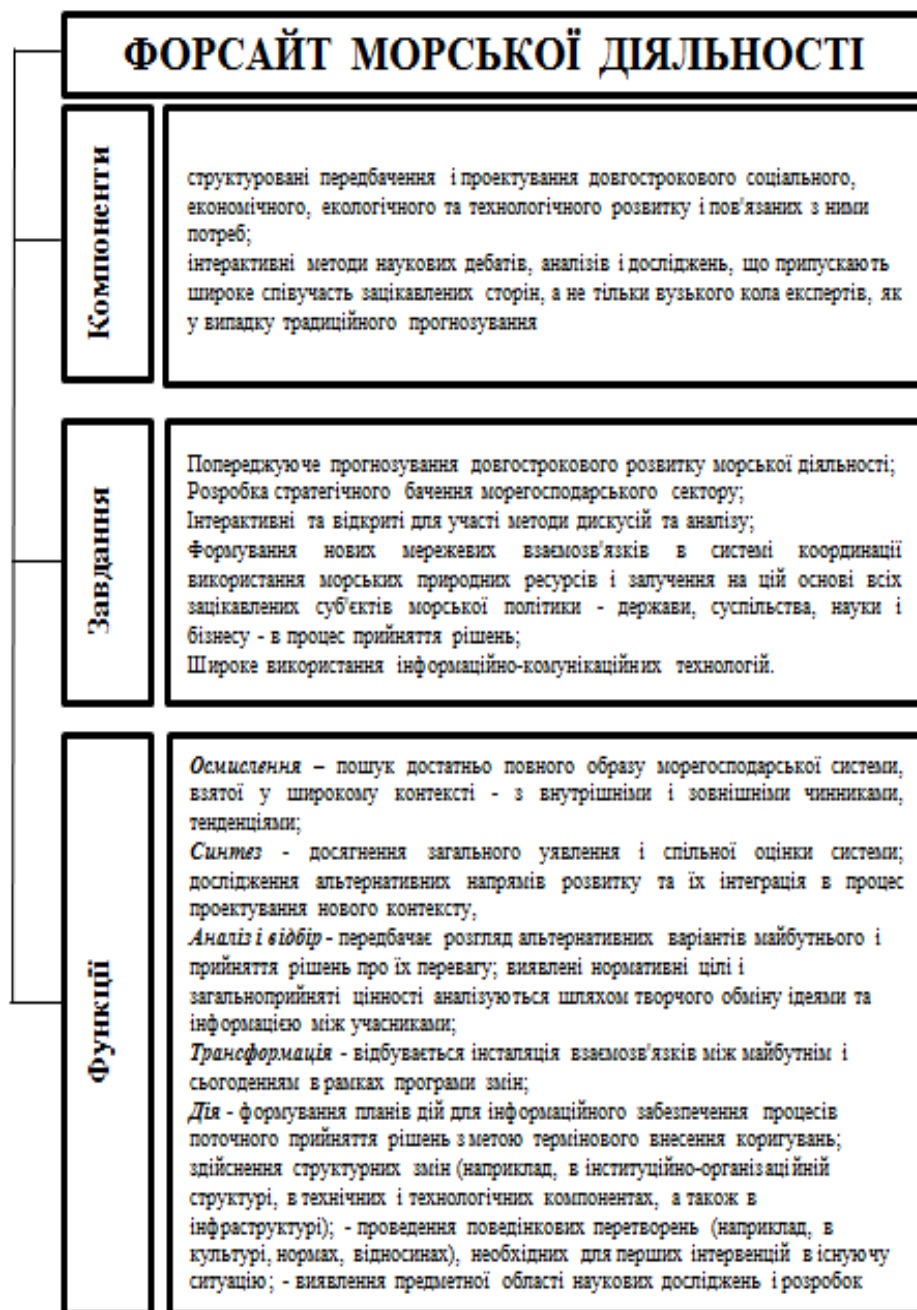 ФОРСАЙТ МОРСЬКОЇ ДІЯЛЬНОСТІ
Компоненти
структуровані передбачення і проектування довгострокового соціального,
економічного, екологічного та технологічного розвитку і пов'язаних з ними
потреб;
інтерактивні методи наукових дебатів, аналізів і досліджень, що припускають
широке співучасть зацікавлених сторін, а не тільки вузького кола експертів, як
у випадку традиційного прогнозування
Завдання
Попереджуюче прогнозування довгострокового розвитку морської діяльності;
Розробка стратегічного бачення морегосподарського сектору;
Інтерактивні та відкриті для участі методи дискусій та аналізу;
Формування нових мережевих взаємозв'язків в системі координації
використання морських природних ресурсів і залучення на цій основі всіх
зацікавлених суб'єктів морської політики - держави, суспільства, науки і
бізнесу - в процес прийняття рішень;
Широке використання інформаційно-комунікаційних технологій.
Функції
Осмислення – пошук достатньо повного образу морегосподарської системи,
взятої у широкому контексті - з внутрішніми і зовнішніми чинниками,
тенденціями;
Синтез - досягнення загального уявлення і спільної оцінки системи;
дослідження альтернативних напрямів розвитку та їх інтеграція в процес
проектування нового контексту,
Аналіз і відбір - передбачає розгляд альтернативних варіантів майбутнього і
прийняття рішень про їх перевагу; виявлені нормативні цілі і
загальноприйняті цінності аналізуються шляхом творчого обміну ідеями та
інформацією між учасниками;
Трансформація - відбувається інсталяція взаємозв'язків між майбутнім і
сьогоденням в рамках програми змін;
Дія - формування планів дій для інформаційного забезпечення процесів
поточного прийняття рішень з метою термінового внесення коригувань;
здійснення структурних змін (наприклад, в інституційно-організаційній
структурі, в технічних і технологічних компонентах, а також в
інфраструктурі); - проведення поведінкових перетворень (наприклад, в
культурі, нормах, відносинах), необхідних для перших інтервенцій в існуючу
ситуацію; - виявлення предметної області наукових досліджень і розробок